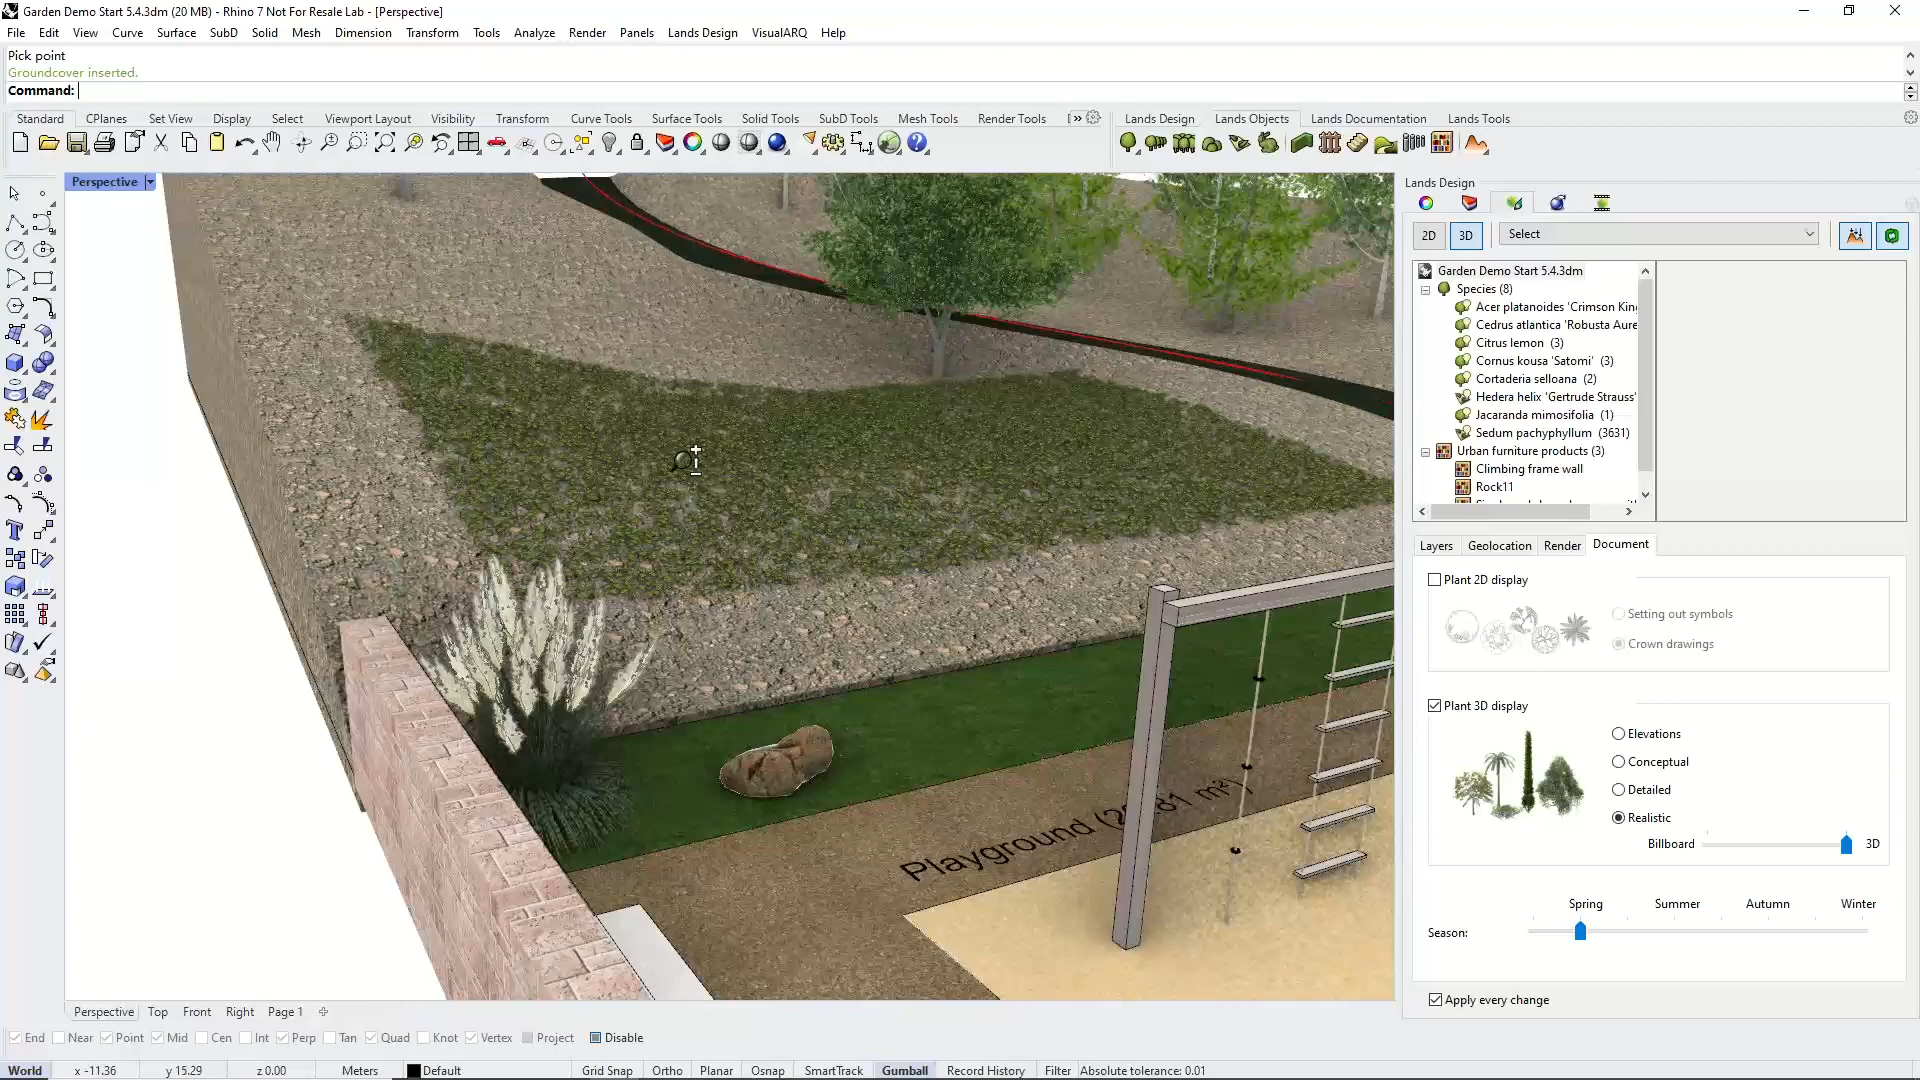 Garden Demo Start 5.4.3dm (20 MB) - Rhino 7 Not For Resale Lab - [Perspective]
File Edit View Curve Surface SubD Solid Mesh Dimension Transform Tools Analyze Render Panels Lands Design VisualARQ Help
Pick point
Groundcover inserted.
Command:
Standard CPlanes Set View Display Select Viewport Layout Visibility Transform Curve Tools Surface Tools Solid Tools SubD Tools Mesh Tools Render Tools
Lands Design Lands Objects Lands Documentation Lands Tools
Perspective
Playground (
m²)
Lands Design
2D 3D Select
Garden Demo Start 5.4.3dm
Species (8)
Acer platanoides 'Crimson King
Cedrus atlantica 'Robusta Aure
Citrus lemon (3)
Cornus kousa 'Satomi' (3)
Cortaderia selloana (2)
Hedera helix 'Gertrude Strauss'
Jacaranda mimosifolia (1)
Sedum pachyphyllum (3631)
Urban furniture products (3)
Climbing frame wall
Rock11
Layers Geolocation Render Document
Plant 2D display
Setting out symbols
Crown drawings
Plant 3D display
Elevations
Conceptual
Detailed
Realistic
Billboard 3D
Spring Summer Autumn Winter
Season:
Apply every change
Perspective Top Front Right Page 1
End Near Point Mid Cen Int Perp Tan Quad Knot Vertex Project Disable
World x -11.36 y 15.29 z 0.00 Meters Default Grid Snap Ortho Planar Osnap SmartTrack Gumball Record History Filter Absolute tolerance: 0.01